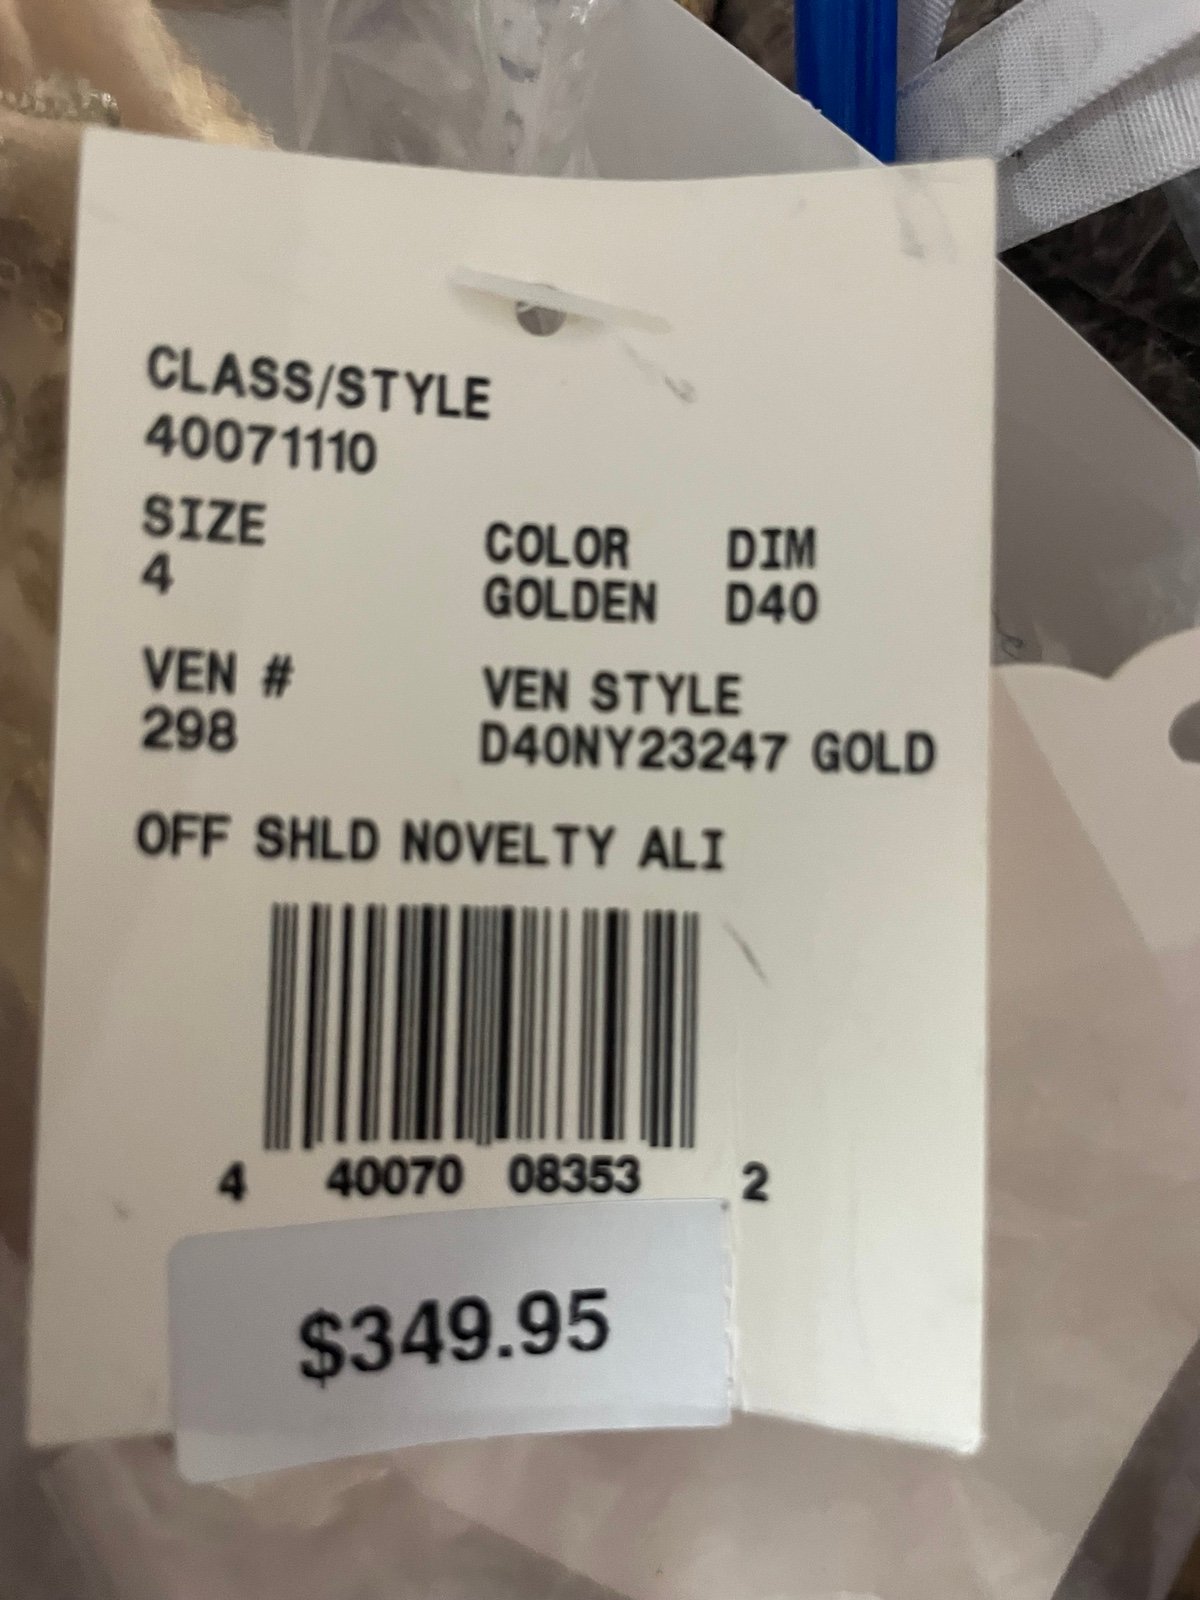 CLASS/STYLE
40071110
SIZE
4
COLOR DIM
GOLDEN D40
VEN #
298
VEN STYLE
D40NY23247 GOLD
OFF SHLD NOVELTY ALI
4 40070 08353 2
$349.95